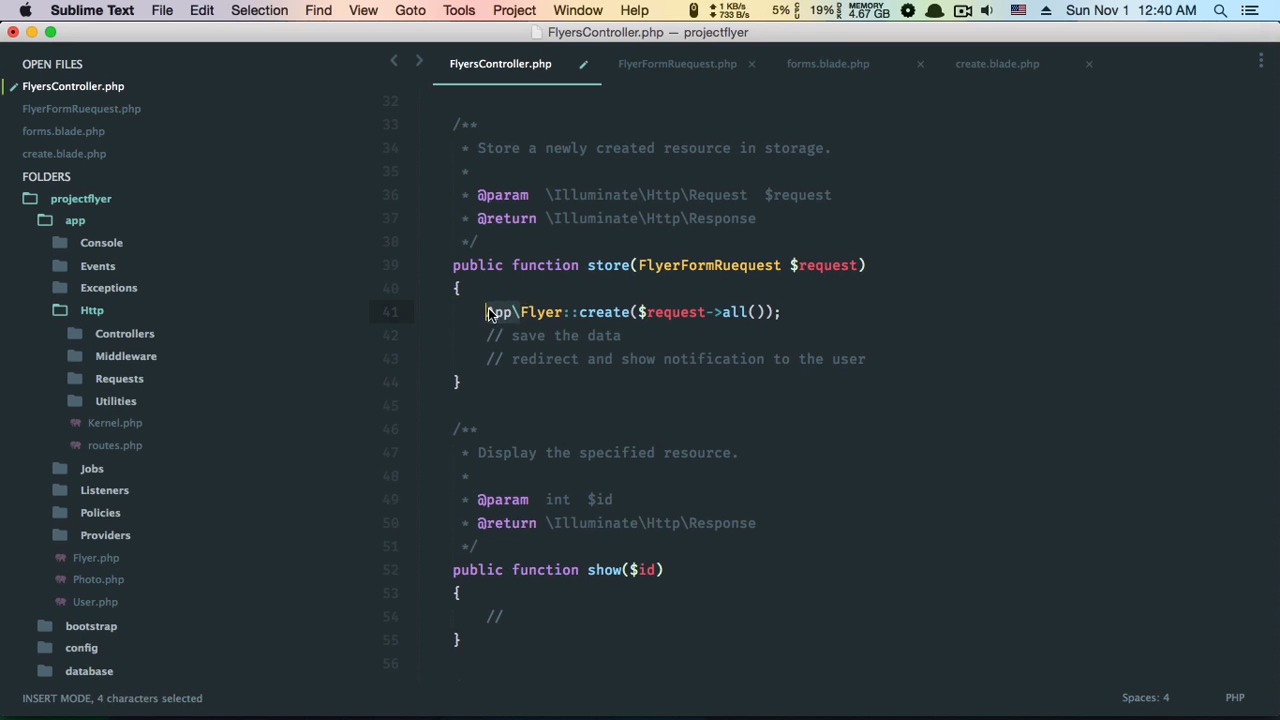 Sublime Text File Edit Selection Find View Goto Tools Project Window Help 1 KB/s 733 B/s 5% 19% MEMORY 4.67 GB Sun Nov 1 12:40 AM
FlyersController.php — projectflyer
OPEN FILES
FlyersController.php
FlyerFormRuequest.php
forms.blade.php
create.blade.php
FOLDERS
projectflyer
app
Console
Events
Exceptions
Http
Controllers
Middleware
Requests
Utilities
Kernel.php
routes.php
Jobs
Listeners
Policies
Providers
Flyer.php
Photo.php
User.php
bootstrap
config
database
FlyersController.php FlyerFormRuequest.php forms.blade.php create.blade.php
32
33 /**
34 * Store a newly created resource in storage.
35 *
36 * @param \Illuminate\Http\Request $request
37 * @return \Illuminate\Http\Response
38 */
39 public function store(FlyerFormRuequest $request)
40 {
41 App\Flyer::create($request->all());
42 // save the data
43 // redirect and show notification to the user
44 }
45
46 /**
47 * Display the specified resource.
48 *
49 * @param int $id
50 * @return \Illuminate\Http\Response
51 */
52 public function show($id)
53 {
54 //
55 }
56
INSERT MODE, 4 characters selected Spaces: 4 PHP